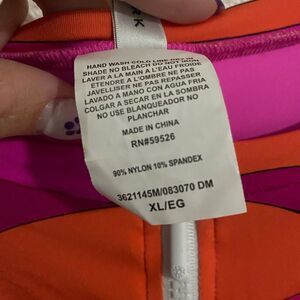 RK
HAND WASH COLD LINE DRY IN
SHADE NO BLEACH DO NOT IRON
LAVER A LA MAIN A L'EAU FROIDE
ETENDRE A L'OMBRE NE PAS
JAVELLISER NE PAS REPASSER
LAVADO A MANO CON AGUA FRIA
COLGAR A SECAR EN LA SOMBRA
NO USE BLANQUEADOR NO
PLANCHAR
MADE IN CHINA
RN#59526
90% NYLON 10% SPANDEX
3621145M/083070 DM
XL/EG